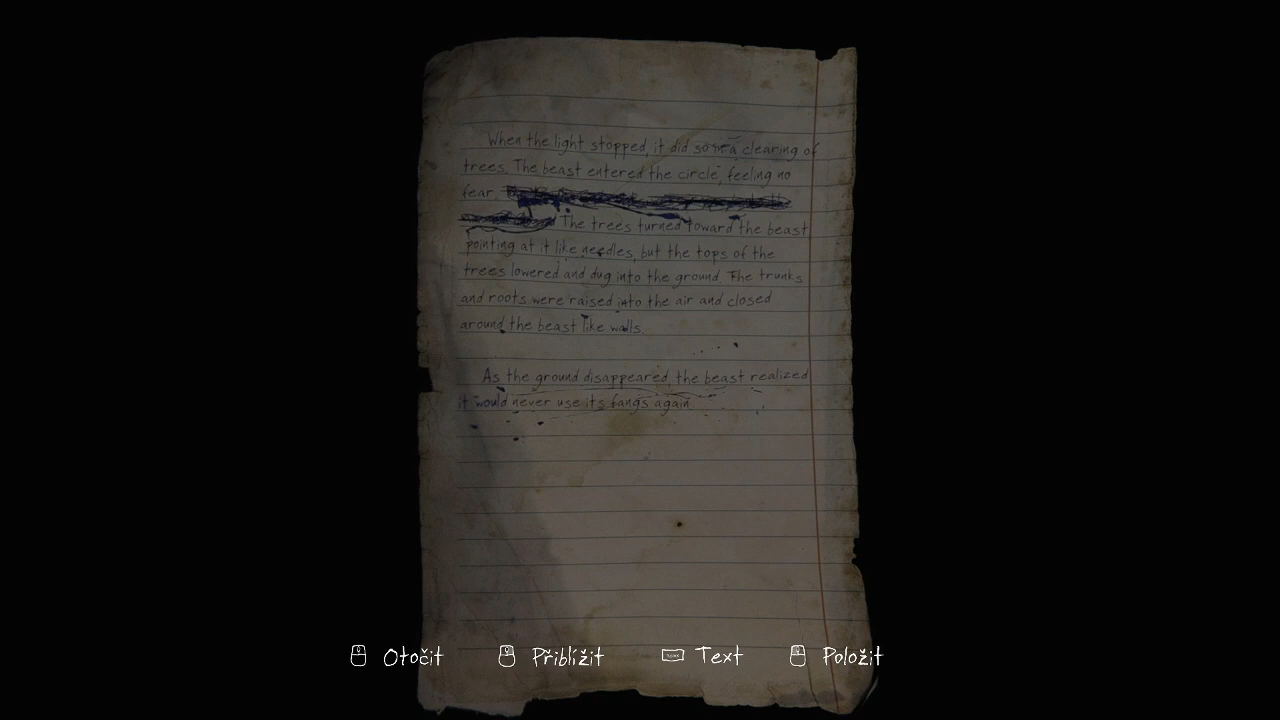 When the light stopped, it did so in a clearing of
trees. The beast entered the circle, feeling no
fear.
The trees turned toward the beast
pointing at it like needles, but the tops of the
trees lowered and dug into the ground. The trunks
and roots were raised into the air and closed
around the beast like walls.
As the ground disappeared, the beast realized
it would never use its fangs again.
Otočit
Přiblížit
Text
Položit